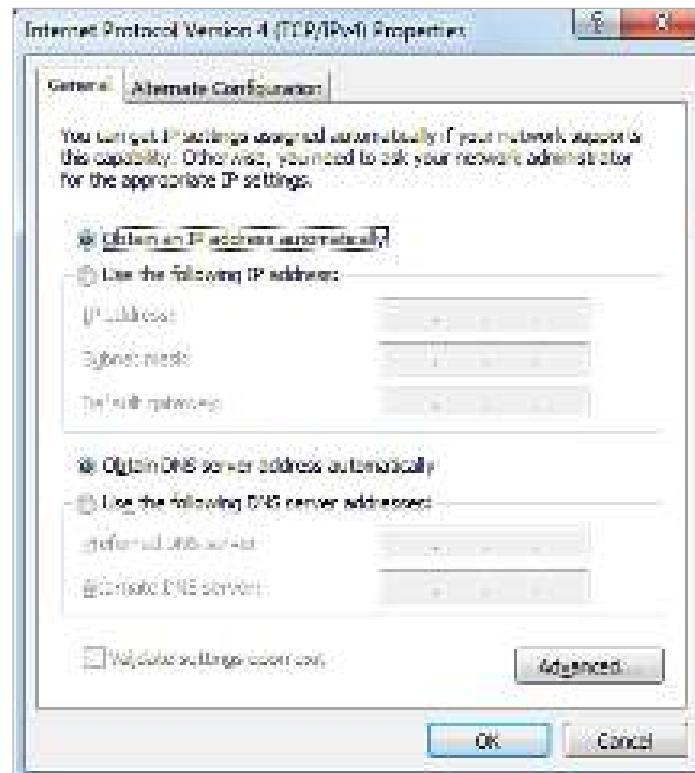 Internet Protocol Version 4 (TCP/IPv4) Properties
General
Alternate Configuration
You can get IP settings assigned automatically if your network supports
this capability. Otherwise, you need to ask your network administrator
for the appropriate IP settings.
Obtain an IP address automatically
Use the following IP address:
IP address:
Subnet mask:
Default gateway:
Obtain DNS server address automatically
Use the following DNS server addresses:
Preferred DNS server:
Alternate DNS server:
Validate settings upon exit
Advanced...
OK
Cancel